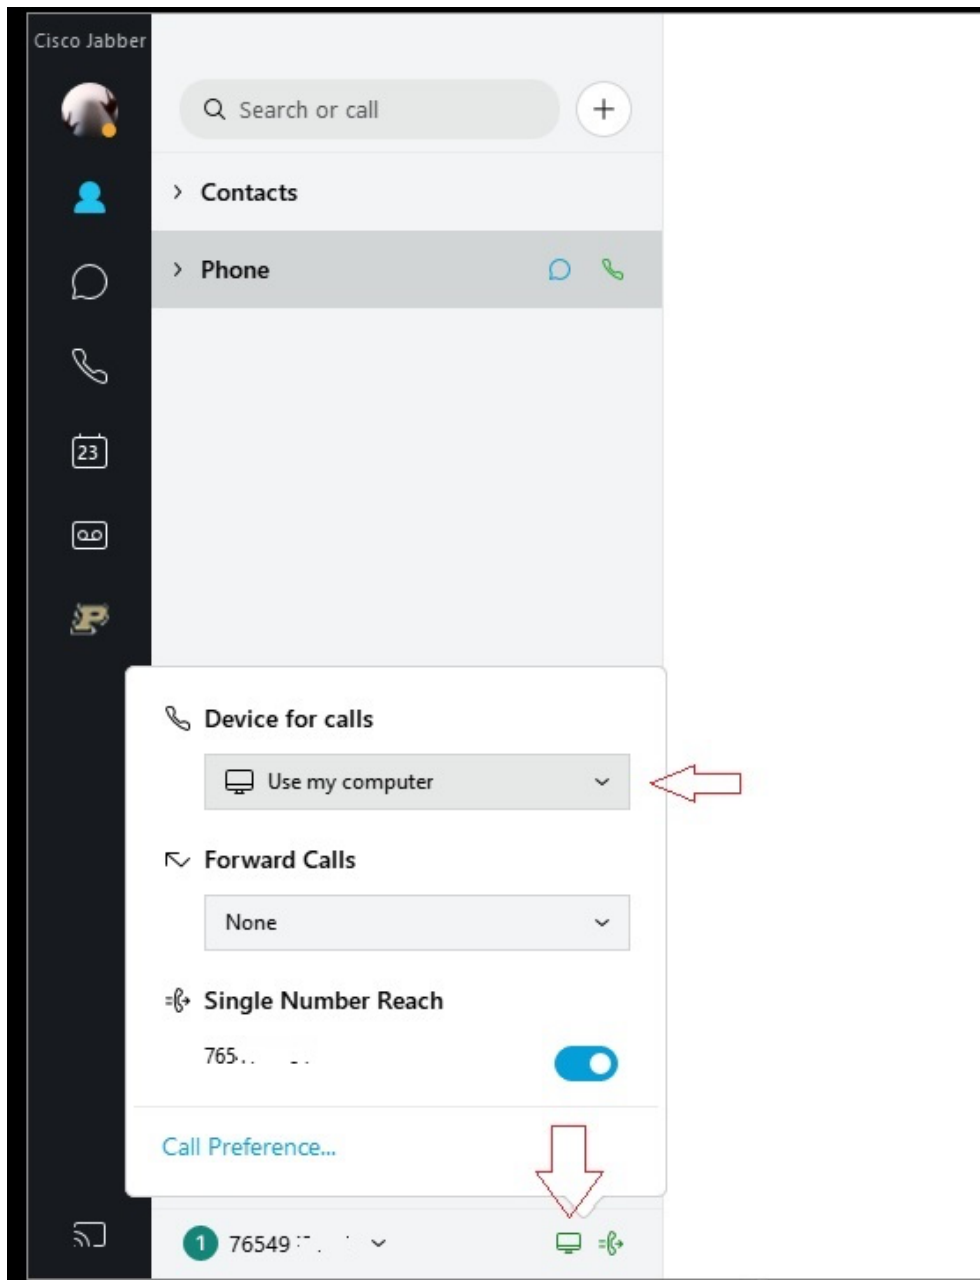 Cisco Jabber
Search or call
Contacts
Phone
23
P
Device for calls
Use my computer
Forward Calls
None
Single Number Reach
765
Call Preference...
1 76549